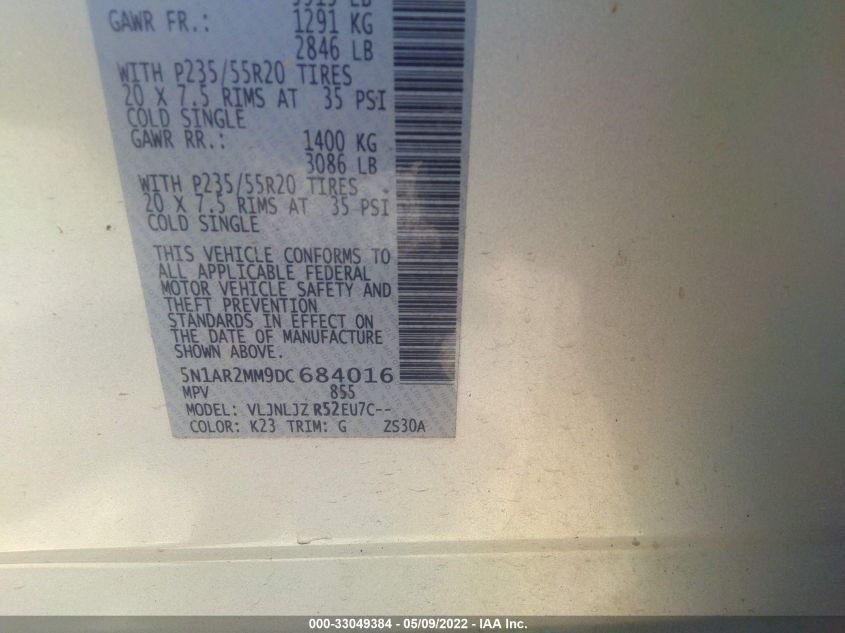 GAWR FR.: 1291 KG
2846 LB
WITH P235/55R20 TIRES
20 X 7.5 RIMS AT 35 PSI
COLD SINGLE
GAWR RR.: 1400 KG
3086 LB
WITH P235/55R20 TIRES
20 X 7.5 RIMS AT 35 PSI
COLD SINGLE
THIS VEHICLE CONFORMS TO
ALL APPLICABLE FEDERAL
MOTOR VEHICLE SAFETY AND
THEFT PREVENTION
STANDARDS IN EFFECT ON
THE DATE OF MANUFACTURE
SHOWN ABOVE.
5N1AR2MM9DC684016
MPV 855
MODEL: VLJNLJZ R52EU7C--
COLOR: K23 TRIM: G ZS30A
000-33049384 - 05/09/2022 - IAA Inc.